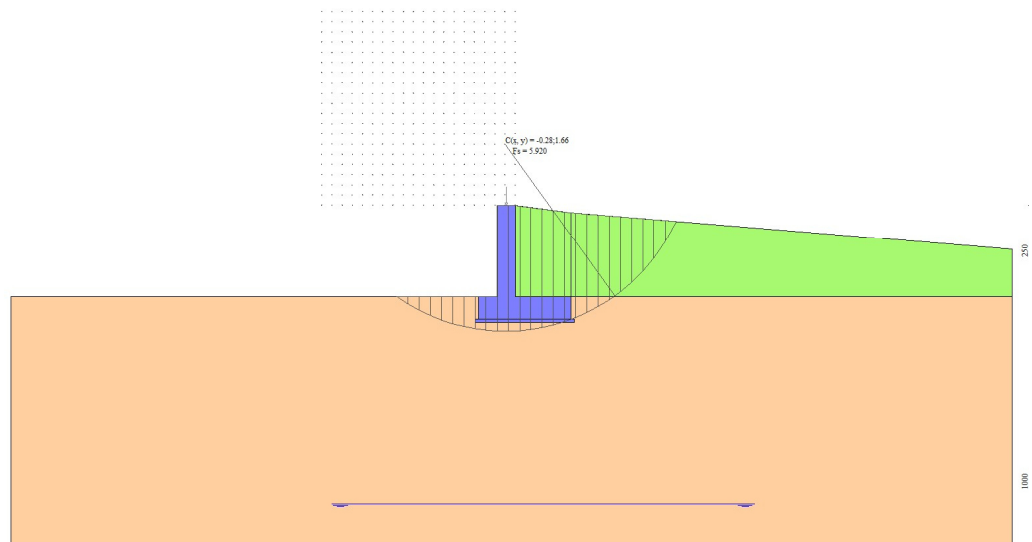 C(x, y) = -0.28;1.66
Fs = 5.920
250
1000